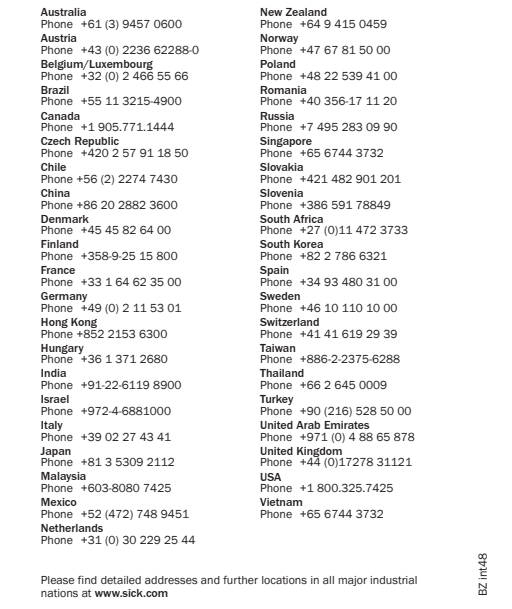 Australia
Phone +61 (3) 9457 0600
Austria
Phone +43 (0) 2236 62288-0
Belgium/Luxembourg
Phone +32 (0) 2 466 55 66
Brazil
Phone +55 11 3215-4900
Canada
Phone +1 905.771.1444
Czech Republic
Phone +420 2 57 91 18 50
Chile
Phone +56 (2) 2274 7430
China
Phone +86 20 2882 3600
Denmark
Phone +45 45 82 64 00
Finland
Phone +358-9-25 15 800
France
Phone +33 1 64 62 35 00
Germany
Phone +49 (0) 2 11 53 01
Hong Kong
Phone +852 2153 6300
Hungary
Phone +36 1 371 2680
India
Phone +91-22-6119 8900
Israel
Phone +972-4-6881000
Italy
Phone +39 02 27 43 41
Japan
Phone +81 3 5309 2112
Malaysia
Phone +603-8080 7425
Mexico
Phone +52 (472) 748 9451
Netherlands
Phone +31 (0) 30 229 25 44
New Zealand
Phone +64 9 415 0459
Norway
Phone +47 67 81 50 00
Poland
Phone +48 22 539 41 00
Romania
Phone +40 356-17 11 20
Russia
Phone +7 495 283 09 90
Singapore
Phone +65 6744 3732
Slovakia
Phone +421 482 901 201
Slovenia
Phone +386 591 78849
South Africa
Phone +27 (0)11 472 3733
South Korea
Phone +82 2 786 6321
Spain
Phone +34 93 480 31 00
Sweden
Phone +46 10 110 10 00
Switzerland
Phone +41 41 619 29 39
Taiwan
Phone +886-2-2375-6288
Thailand
Phone +66 2 645 0009
Turkey
Phone +90 (216) 528 50 00
United Arab Emirates
Phone +971 (0) 4 88 65 878
United Kingdom
Phone +44 (0)17278 31121
USA
Phone +1 800.325.7425
Vietnam
Phone +65 6744 3732
Please find detailed addresses and further locations in all major industrial
nations at www.sick.com
BZ int48